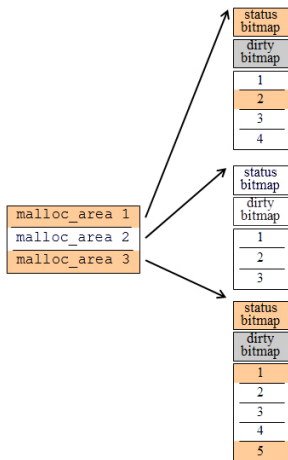 status
bitmap
dirty
bitmap
1
2
3
4
malloc_area 1
malloc_area 2
malloc_area 3
status
bitmap
dirty
bitmap
1
2
3
status
bitmap
dirty
bitmap
1
2
3
4
5